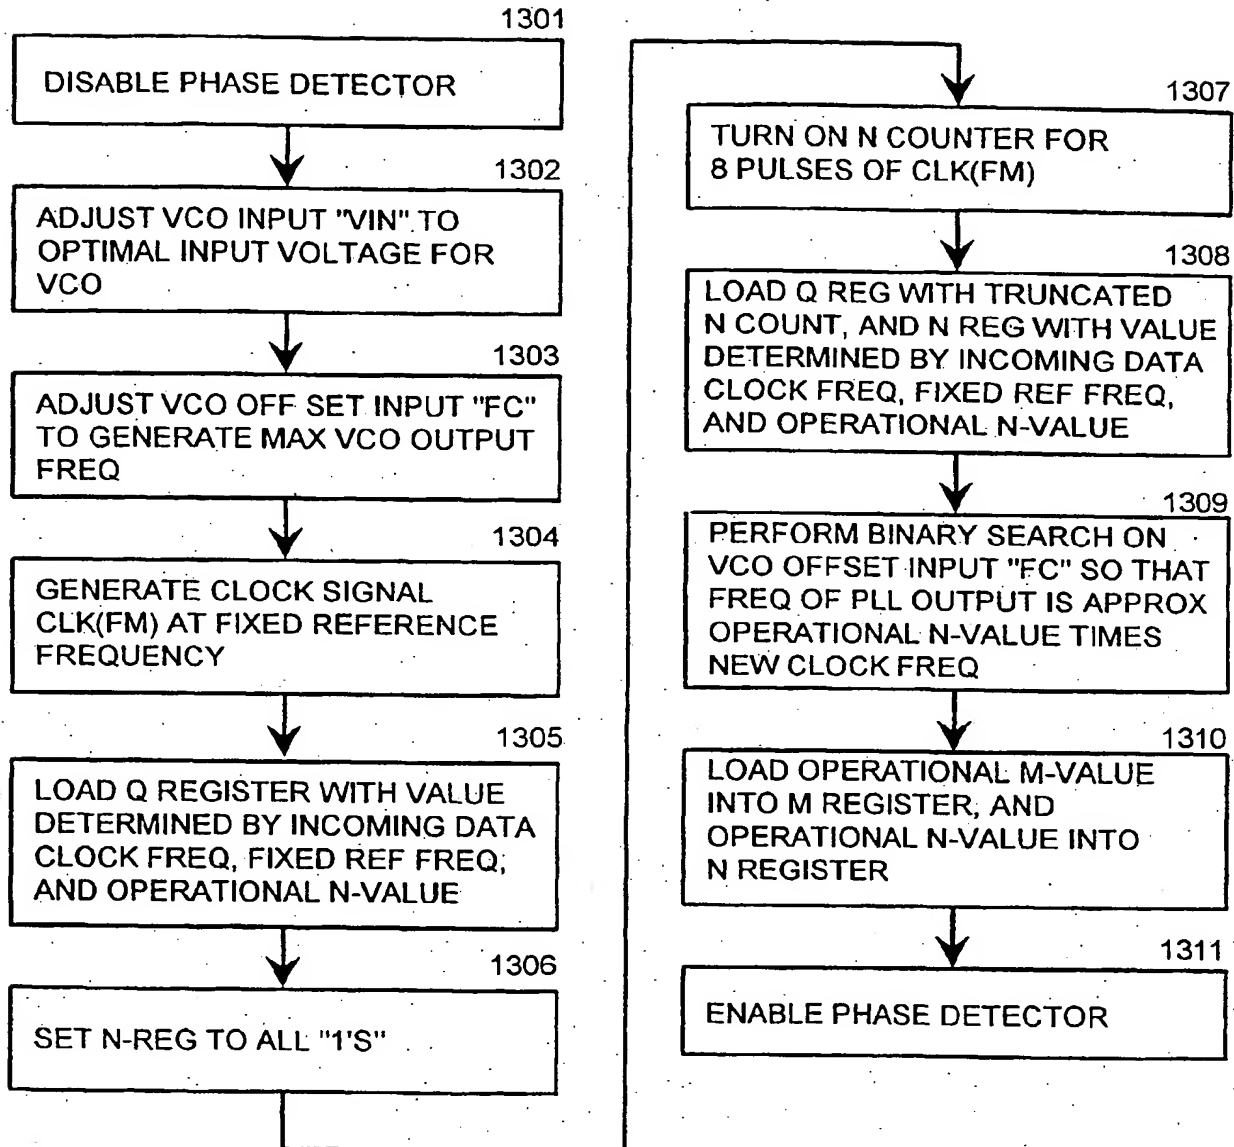 1301
DISABLE PHASE DETECTOR
1302
ADJUST VCO INPUT "VIN" TO
OPTIMAL INPUT VOLTAGE FOR
VCO
1303
ADJUST VCO OFF SET INPUT "FC"
TO GENERATE MAX VCO OUTPUT
FREQ
1304
GENERATE CLOCK SIGNAL
CLK(FM) AT FIXED REFERENCE
FREQUENCY
1305
LOAD Q REGISTER WITH VALUE
DETERMINED BY INCOMING DATA
CLOCK FREQ, FIXED REF FREQ,
AND OPERATIONAL N-VALUE
1306
SET N-REG TO ALL "1'S"
1307
TURN ON N COUNTER FOR
8 PULSES OF CLK(FM)
1308
LOAD Q REG WITH TRUNCATED
N COUNT, AND N REG WITH VALUE
DETERMINED BY INCOMING DATA
CLOCK FREQ, FIXED REF FREQ,
AND OPERATIONAL N-VALUE
1309
PERFORM BINARY SEARCH ON
VCO OFFSET INPUT "FC" SO THAT
FREQ OF PLL OUTPUT IS APPROX
OPERATIONAL N-VALUE TIMES
NEW CLOCK FREQ
1310
LOAD OPERATIONAL M-VALUE
INTO M REGISTER, AND
OPERATIONAL N-VALUE INTO
N REGISTER
1311
ENABLE PHASE DETECTOR